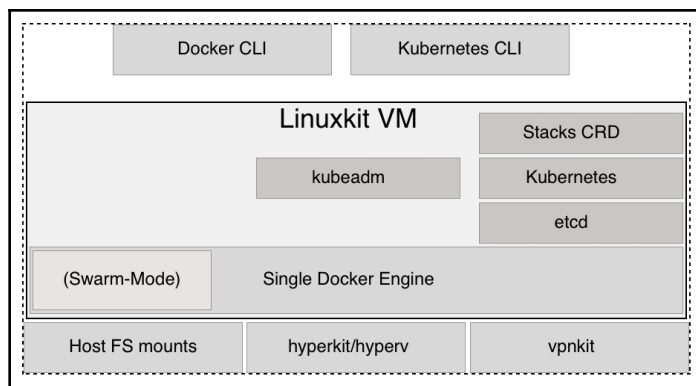 Docker CLI
Kubernetes CLI
Linuxkit VM
Stacks CRD
kubeadm
Kubernetes
etcd
(Swarm-Mode)
Single Docker Engine
Host FS mounts
hyperkit/hyperv
vpnkit